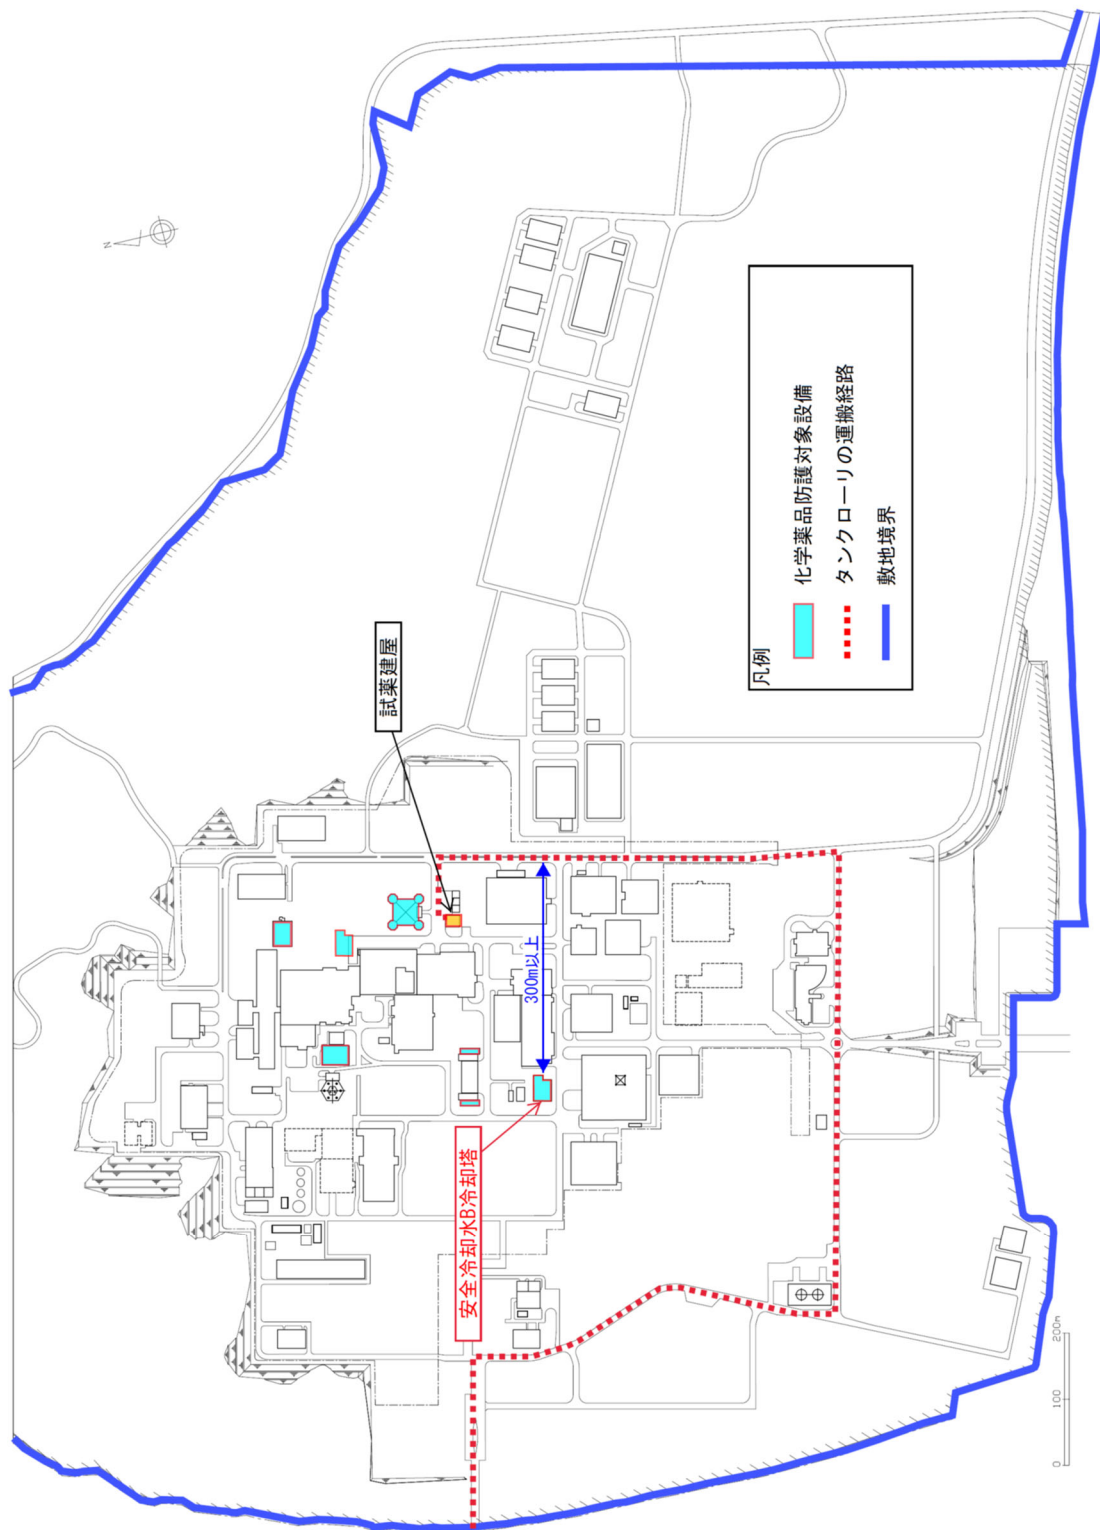 N
試薬建屋
300m以上
安全冷却水B冷却塔
凡例
化学薬品防護対象設備
タンクローリの運搬経路
敷地境界
0 100 200m